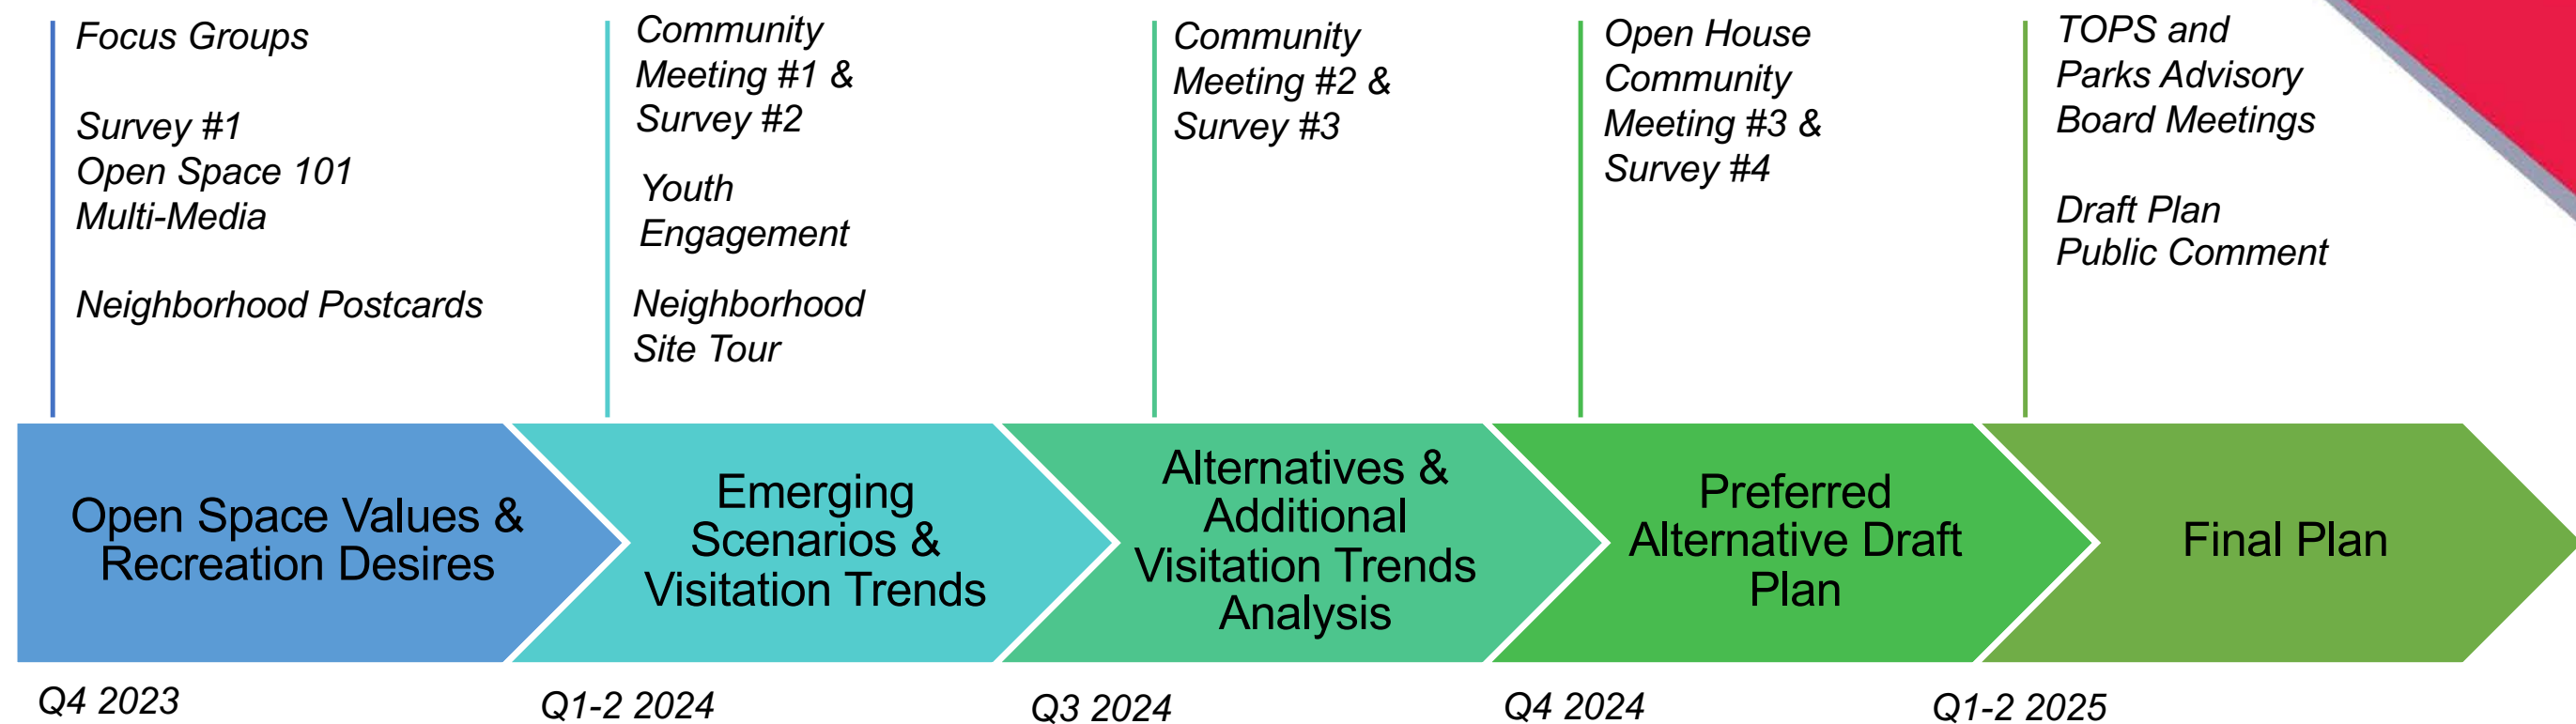 Focus Groups
Survey #1
Open Space 101
Multi-Media
Neighborhood Postcards
Community
Meeting #1 &
Survey #2
Youth
Engagement
Neighborhood
Site Tour
Community
Meeting #2 &
Survey #3
Open House
Community
Meeting #3 &
Survey #4
TOPS and
Parks Advisory
Board Meetings
Draft Plan
Public Comment
Open Space Values &
Recreation Desires
Emerging
Scenarios &
Visitation Trends
Alternatives &
Additional
Visitation Trends
Analysis
Preferred
Alternative Draft
Plan
Final Plan
Q4 2023
Q1-2 2024
Q3 2024
Q4 2024
Q1-2 2025